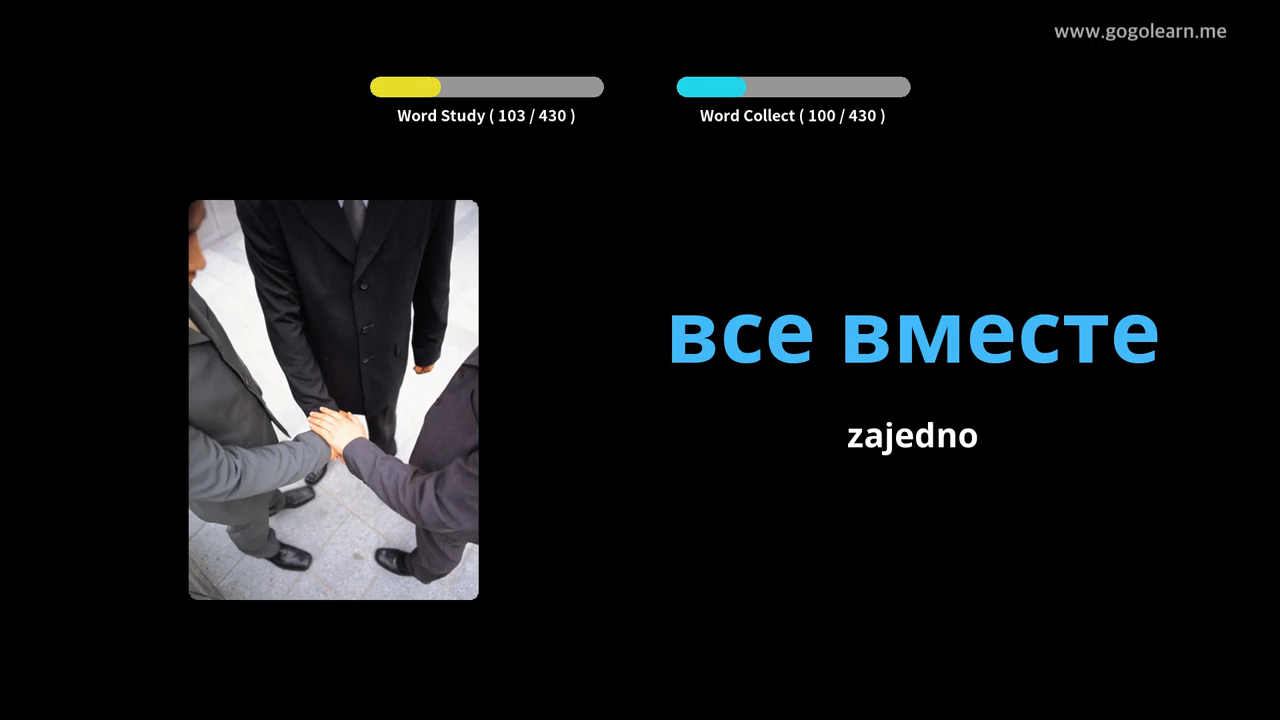 www.gogolearn.me
Word Study ( 103 / 430 )
Word Collect ( 100 / 430 )
все вместе
zajedno